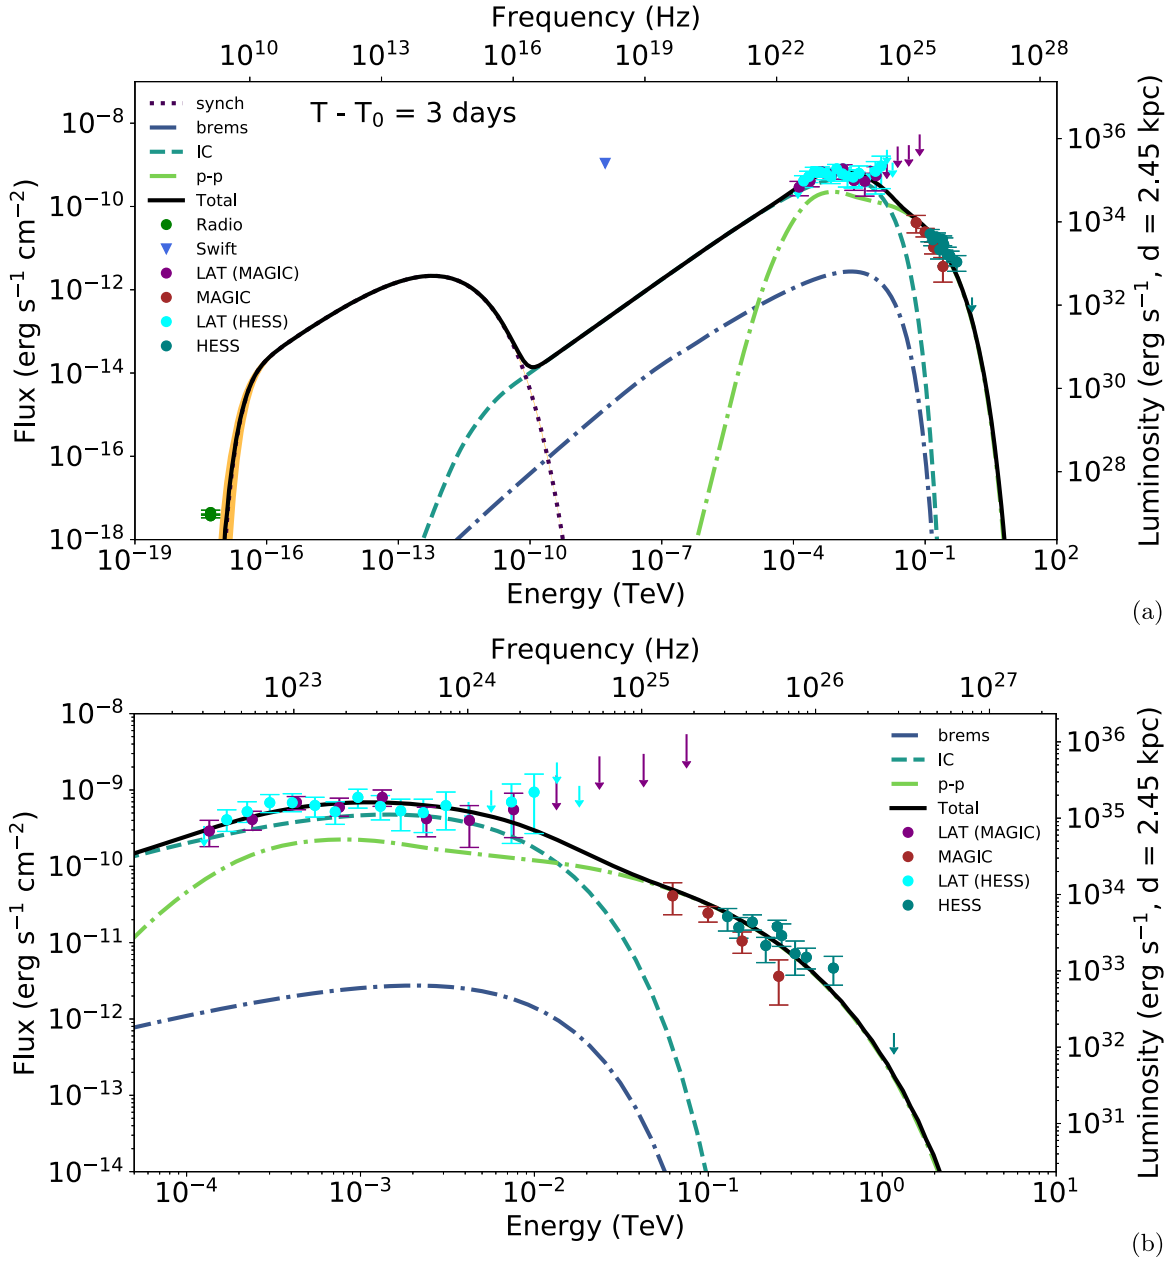 Frequency (Hz)
10^10 10^13 10^16 10^19 10^22 10^25 10^28
T - T_0 = 3 days
synch
brems
IC
p-p
Total
Radio
Swift
LAT (MAGIC)
MAGIC
LAT (HESS)
HESS
Flux (erg s^−1 cm^−2)
10^−8
10^−10
10^−12
10^−14
10^−16
10^−18
Luminosity (erg s^−1, d = 2.45 kpc)
10^36
10^34
10^32
10^30
10^28
10^−19 10^−16 10^−13 10^−10 10^−7 10^−4 10^−1 10^2
Energy (TeV)
(a)
Frequency (Hz)
10^23 10^24 10^25 10^26 10^27
brems
IC
p-p
Total
LAT (MAGIC)
MAGIC
LAT (HESS)
HESS
Flux (erg s^−1 cm^−2)
10^−8
10^−9
10^−10
10^−11
10^−12
10^−13
10^−14
Luminosity (erg s^−1, d = 2.45 kpc)
10^36
10^35
10^34
10^33
10^32
10^31
10^−4 10^−3 10^−2 10^−1 10^0 10^1
Energy (TeV)
(b)